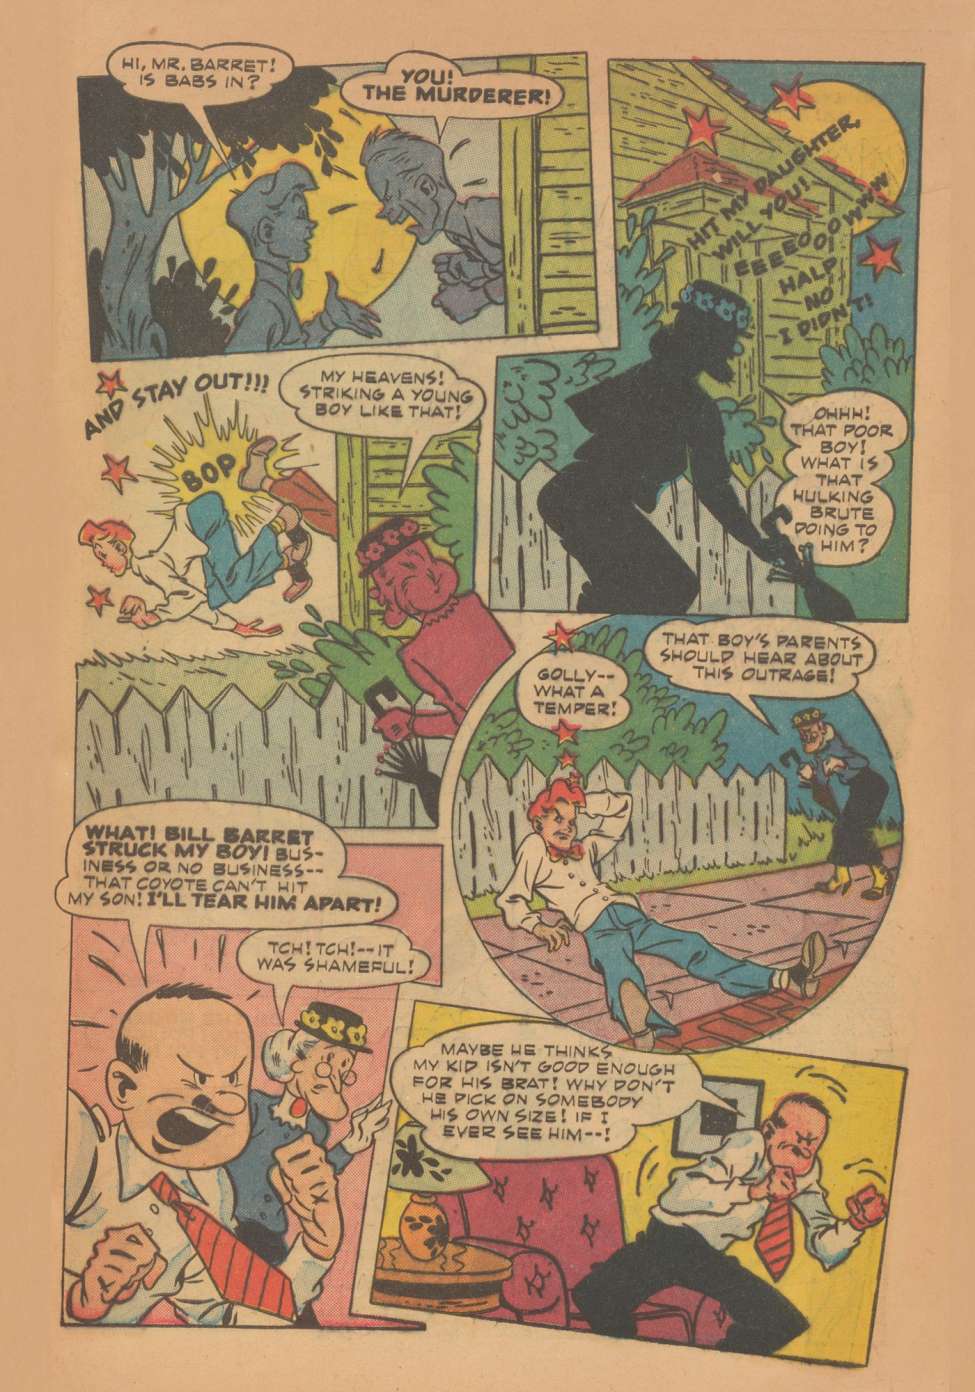 HI, MR. BARRET!
IS BABS IN?
YOU!
THE MURDERER!
HIT MY DAUGHTER,
WILL YOU!
EEEEOOOOWWW
HALP!
NO
I DIDN'T!
OHHH!
THAT POOR
BOY!
WHAT IS
THAT
HULKING
BRUTE
DOING TO
HIM?
AND STAY OUT!!!
BOP
MY HEAVENS!
STRIKING A YOUNG
BOY LIKE THAT!
GOLLY--
WHAT A
TEMPER!
THAT BOY'S PARENTS
SHOULD HEAR ABOUT
THIS OUTRAGE!
WHAT! BILL BARRET
STRUCK MY BOY! BUS-
INESS OR NO BUSINESS--
THAT COYOTE CAN'T HIT
MY SON! I'LL TEAR HIM APART!
TCH! TCH!-- IT
WAS SHAMEFUL!
MAYBE HE THINKS
MY KID ISN'T GOOD ENOUGH
FOR HIS BRAT! WHY DON'T
HE PICK ON SOMEBODY
HIS OWN SIZE! IF I
EVER SEE HIM--!